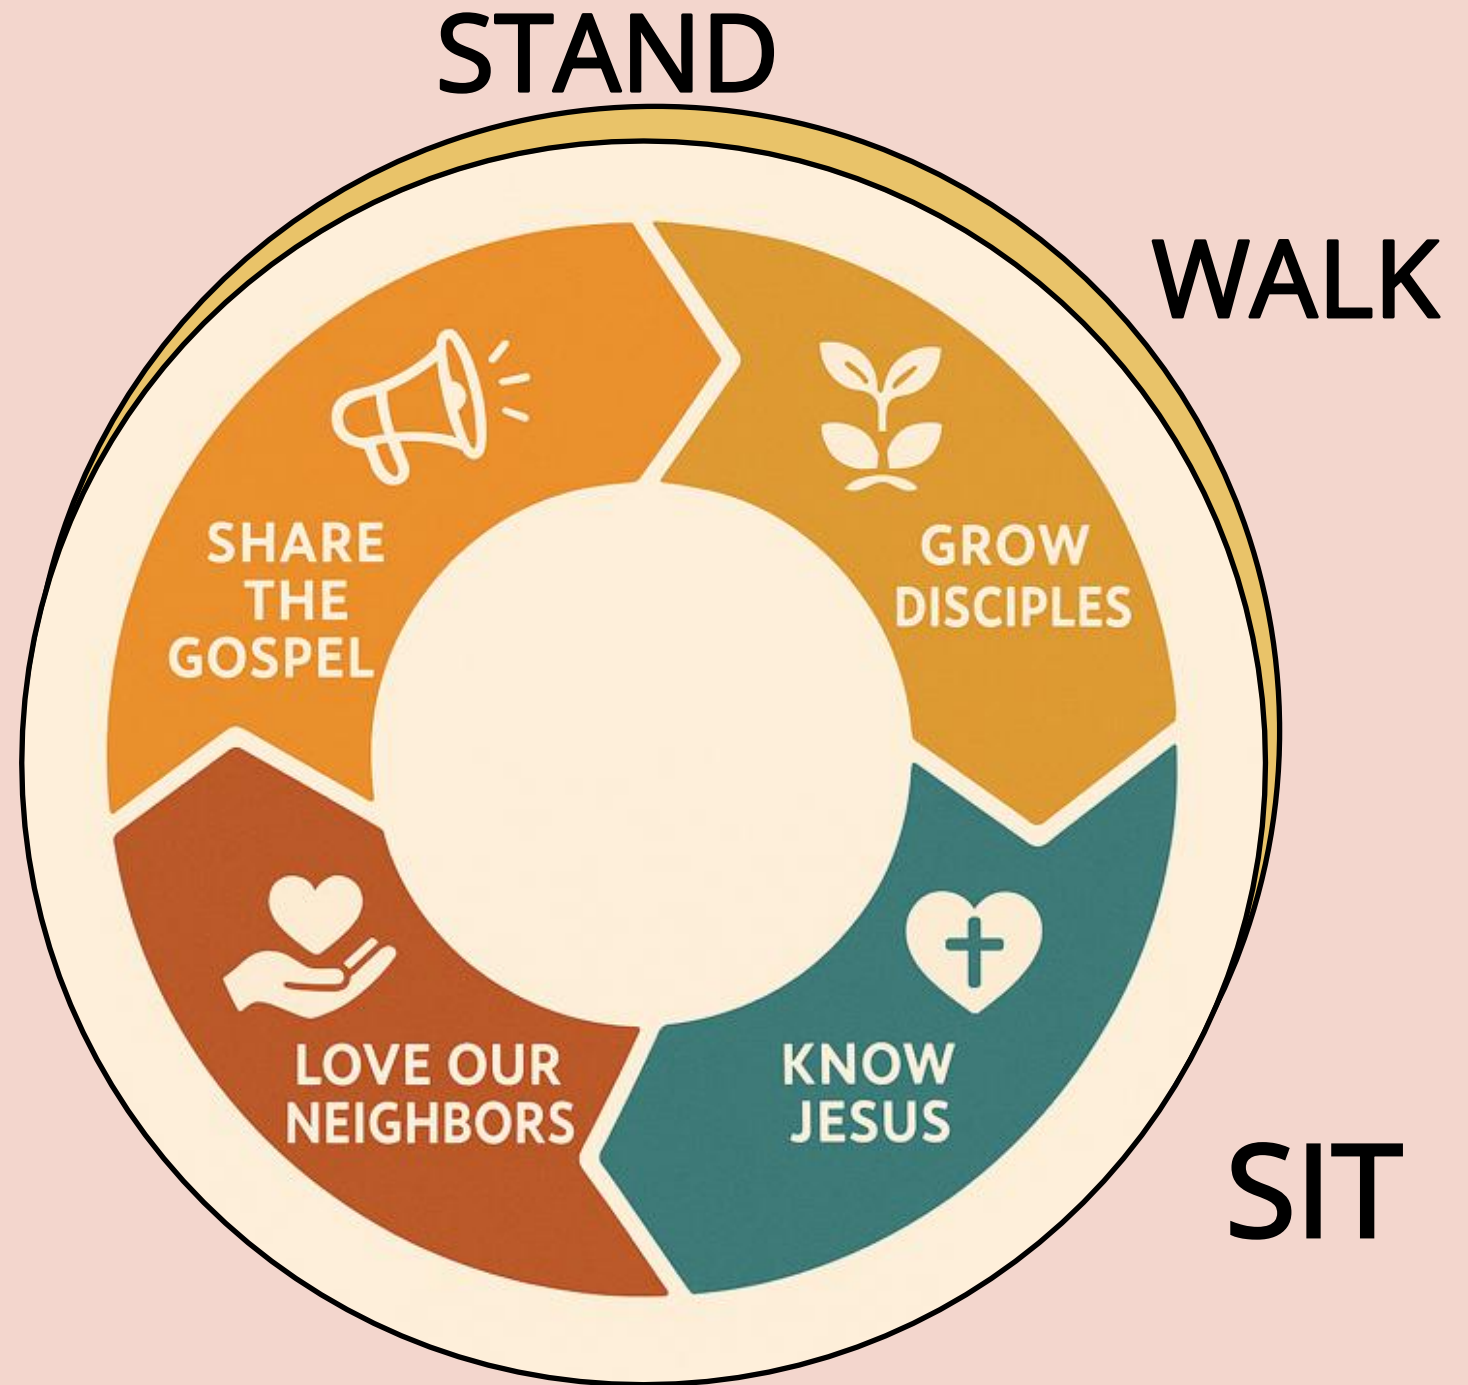 STAND
WALK
SHARE
THE
GOSPEL
GROW
DISCIPLES
LOVE OUR
NEIGHBORS
KNOW
JESUS
SIT